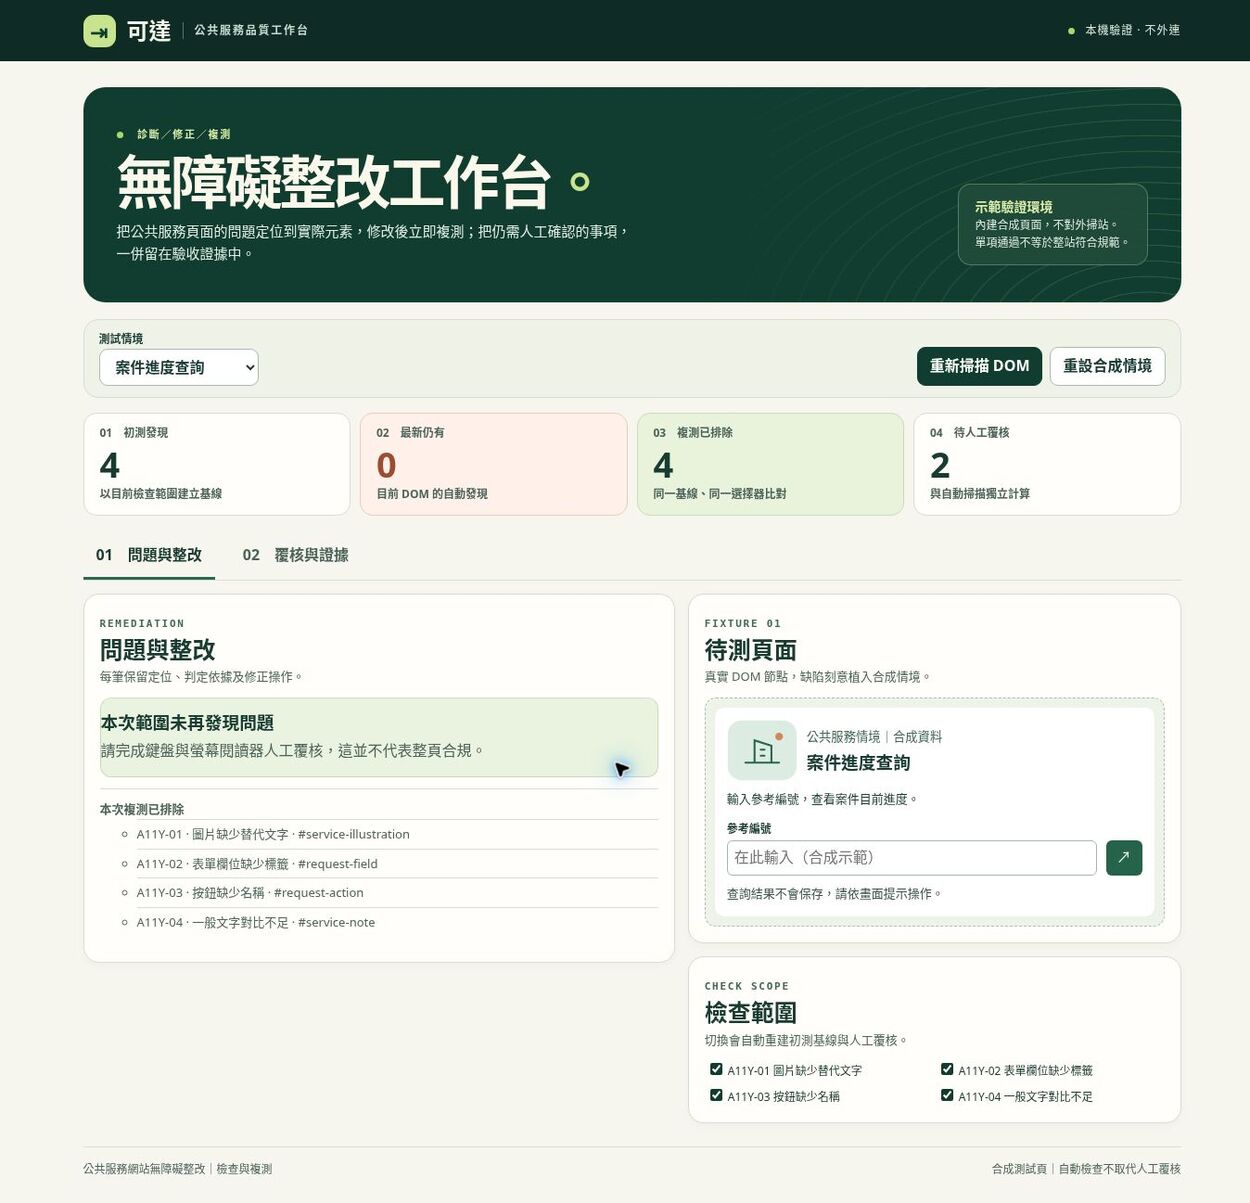 可達
公共服務品質工作台
本機驗證 · 不外連
診斷／修正／複測
無障礙整改工作台。
把公共服務頁面的問題定位到實際元素，修改後立即複測；把仍需人工確認的事項，
一併留在驗收證據中。
示範驗證環境
內建合成頁面，不對外掃站。
單項通過不等於整站符合規範。
測試情境
案件進度查詢
重新掃描 DOM
重設合成情境
01 初測發現
4
以目前檢查範圍建立基線
02 最新仍有
0
目前 DOM 的自動發現
03 複測已排除
4
同一基線、同一選擇器比對
04 待人工覆核
2
與自動掃描獨立計算
01 問題與整改
02 覆核與證據
REMEDIATION
問題與整改
每筆保留定位、判定依據及修正操作。
本次範圍未再發現問題
請完成鍵盤與螢幕閱讀器人工覆核，這並不代表整頁合規。
本次複測已排除
A11Y-01 · 圖片缺少替代文字 · #service-illustration
A11Y-02 · 表單欄位缺少標籤 · #request-field
A11Y-03 · 按鈕缺少名稱 · #request-action
A11Y-04 · 一般文字對比不足 · #service-note
FIXTURE 01
待測頁面
真實 DOM 節點，缺陷刻意植入合成情境。
公共服務情境｜合成資料
案件進度查詢
輸入參考編號，查看案件目前進度。
參考編號
在此輸入（合成示範）
↗
查詢結果不會保存，請依畫面提示操作。
CHECK SCOPE
檢查範圍
切換會自動重建初測基線與人工覆核。
A11Y-01 圖片缺少替代文字
A11Y-02 表單欄位缺少標籤
A11Y-03 按鈕缺少名稱
A11Y-04 一般文字對比不足
公共服務網站無障礙整改｜檢查與複測
合成測試頁｜自動檢查不取代人工覆核